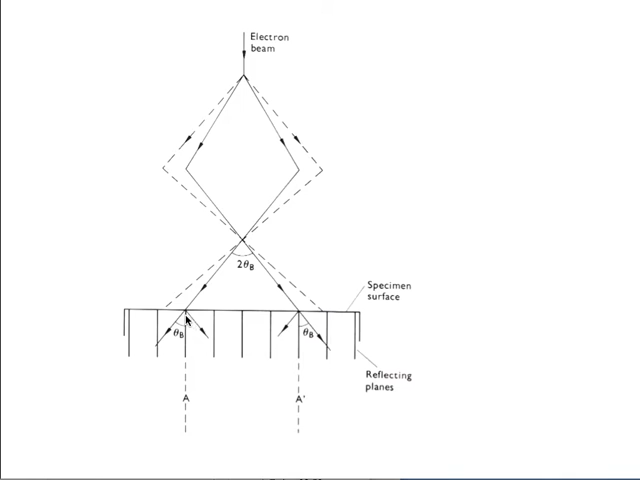 Electron
beam
2θB
Specimen
surface
θB
θB
Reflecting
planes
A
A'